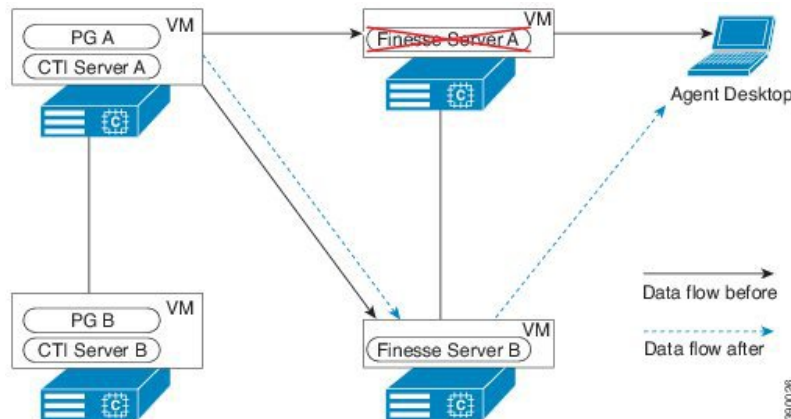 VM
PG A
CTI Server A
VM
Finesse Server A
Agent Desktop
C
C
VM
PG B
CTI Server B
VM
Finesse Server B
C
C
Data flow before
Data flow after